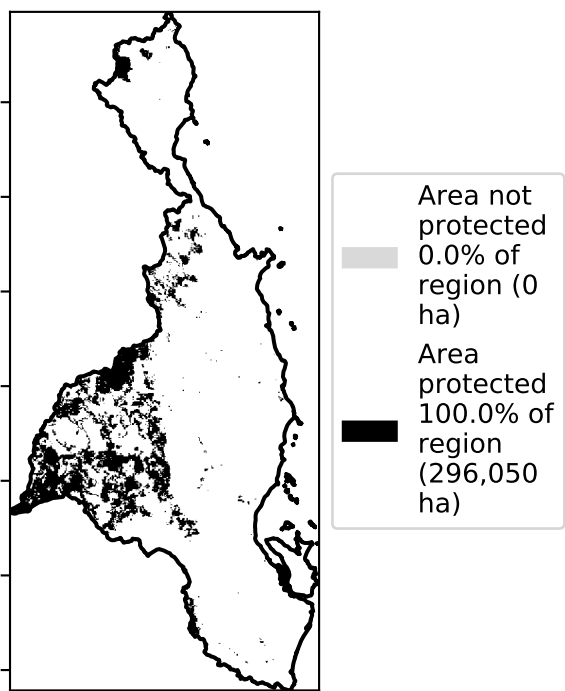 Area not
protected
0.0% of
region (0
ha)
Area
protected
100.0% of
region
(296,050
ha)